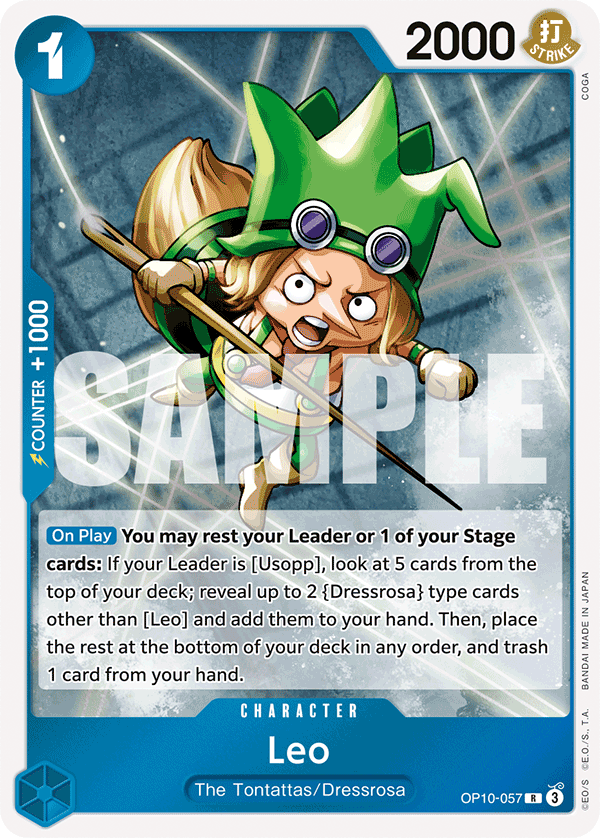 1
2000
打
STRIKE
COGA
COUNTER +1000
SAMPLE
On Play You may rest your Leader or 1 of your Stage
cards: If your Leader is [Usopp], look at 5 cards from the
top of your deck; reveal up to 2 {Dressrosa} type cards
other than [Leo] and add them to your hand. Then, place
the rest at the bottom of your deck in any order, and trash
1 card from your hand.
CHARACTER
Leo
The Tontattas/Dressrosa
OP10-057 R 3
©EO/S ©E.O./S., T.A. BANDAI MADE IN JAPAN